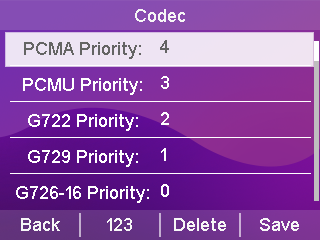 Codec
PCMA Priority: 4
PCMU Priority: 3
G722 Priority: 2
G729 Priority: 1
G726-16 Priority: 0
Back 123 Delete Save